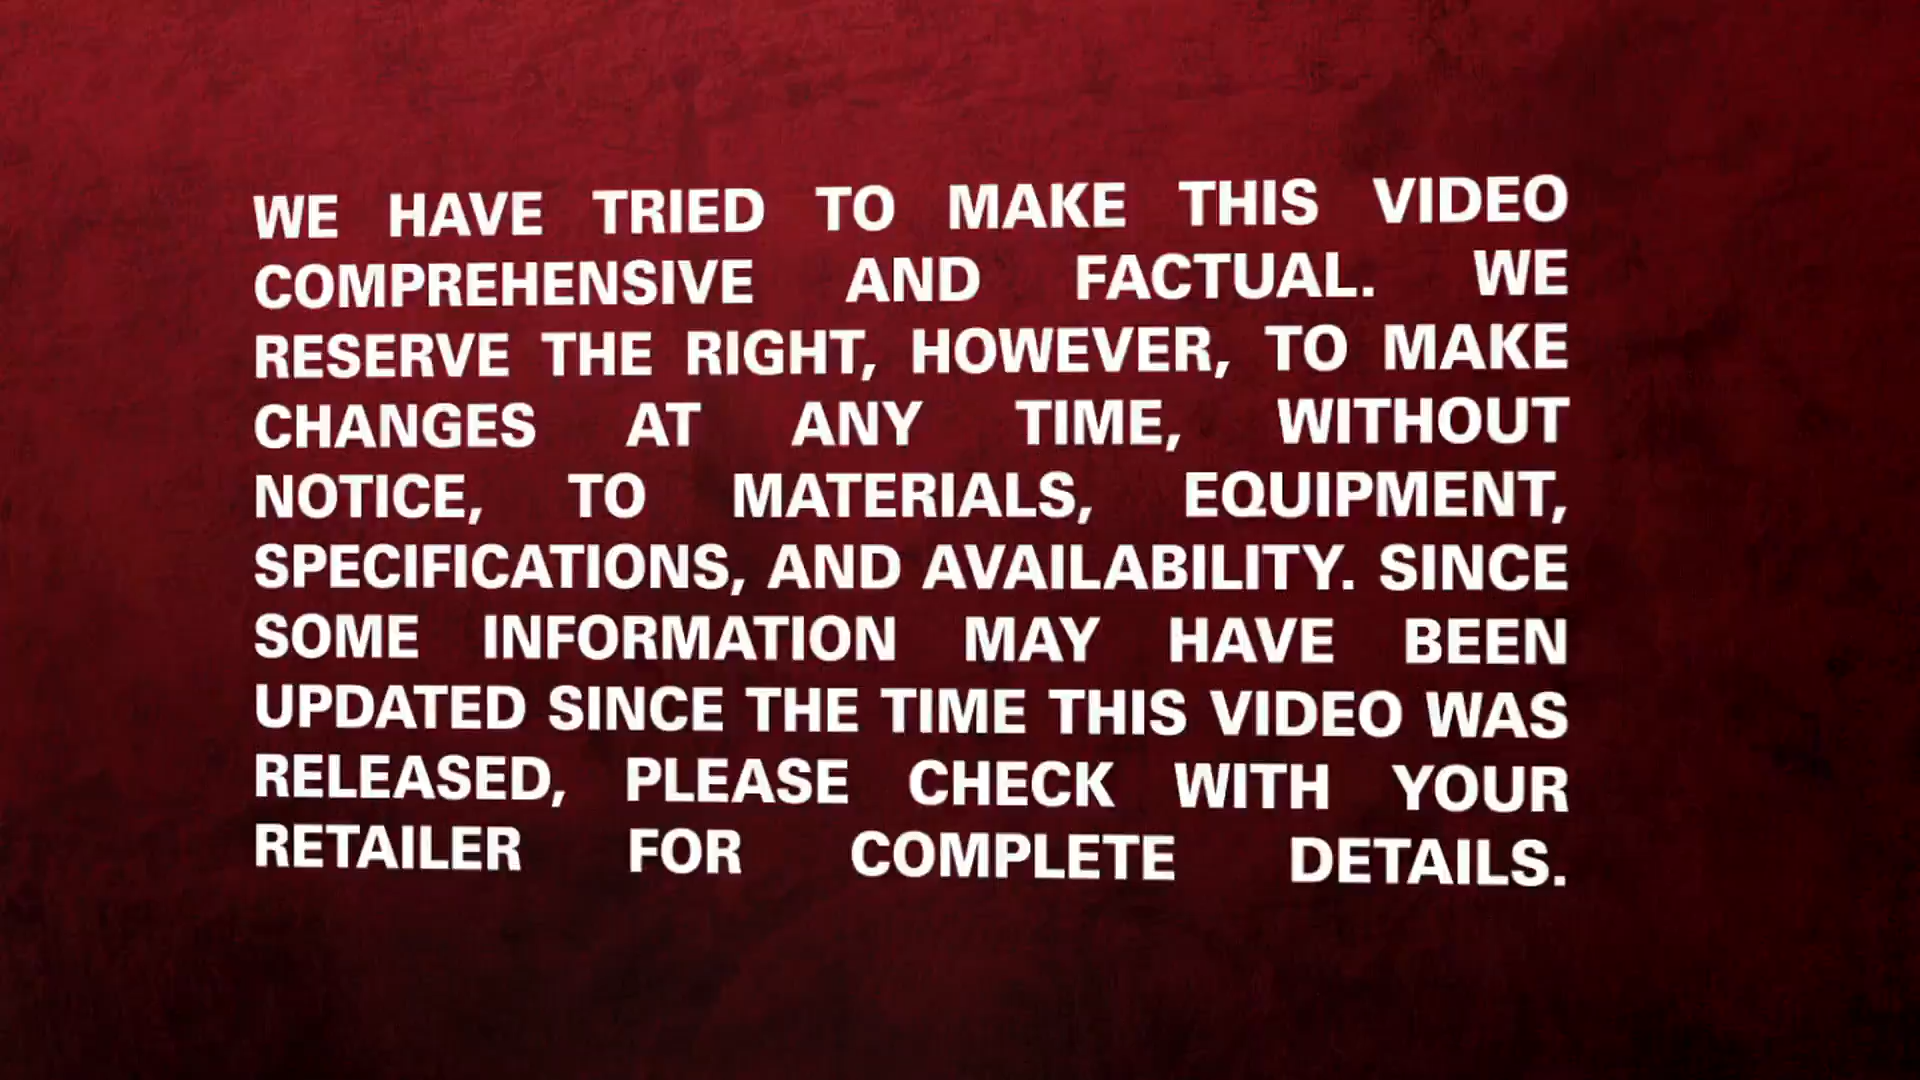 WE HAVE TRIED TO MAKE THIS VIDEO
COMPREHENSIVE AND FACTUAL. WE
RESERVE THE RIGHT, HOWEVER, TO MAKE
CHANGES AT ANY TIME, WITHOUT
NOTICE, TO MATERIALS, EQUIPMENT,
SPECIFICATIONS, AND AVAILABILITY. SINCE
SOME INFORMATION MAY HAVE BEEN
UPDATED SINCE THE TIME THIS VIDEO WAS
RELEASED, PLEASE CHECK WITH YOUR
RETAILER FOR COMPLETE DETAILS.